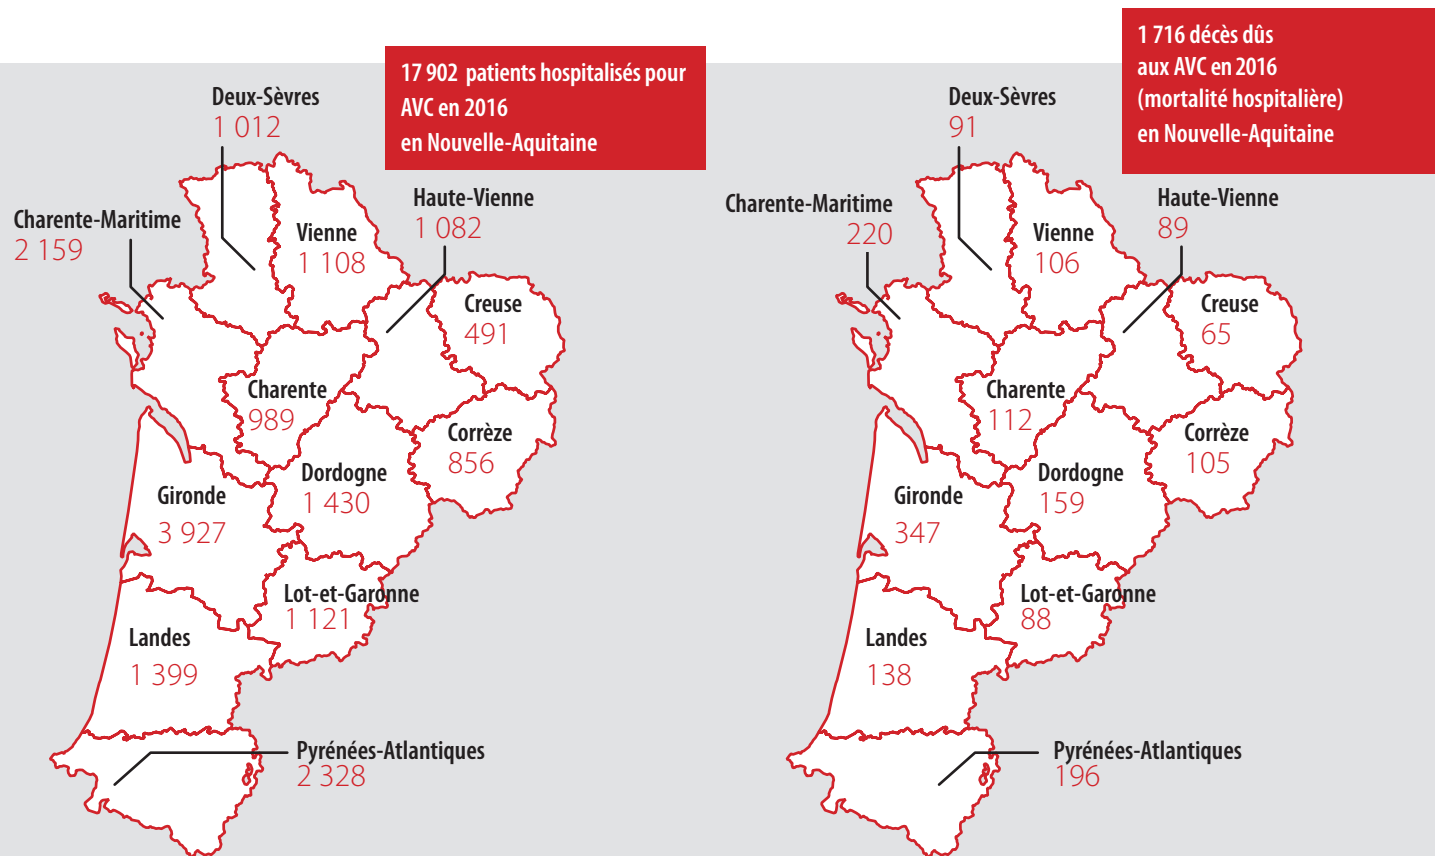 17 902 patients hospitalisés pour
AVC en 2016
en Nouvelle-Aquitaine
Deux-Sèvres
1 012
Charente-Maritime
2 159
Vienne
1 108
Haute-Vienne
1 082
Creuse
491
Charente
989
Corrèze
856
Dordogne
1 430
Gironde
3 927
Lot-et-Garonne
1 121
Landes
1 399
Pyrénées-Atlantiques
2 328
1 716 décès dûs
aux AVC en 2016
(mortalité hospitalière)
en Nouvelle-Aquitaine
Deux-Sèvres
91
Charente-Maritime
220
Vienne
106
Haute-Vienne
89
Creuse
65
Charente
112
Corrèze
105
Dordogne
159
Gironde
347
Lot-et-Garonne
88
Landes
138
Pyrénées-Atlantiques
196